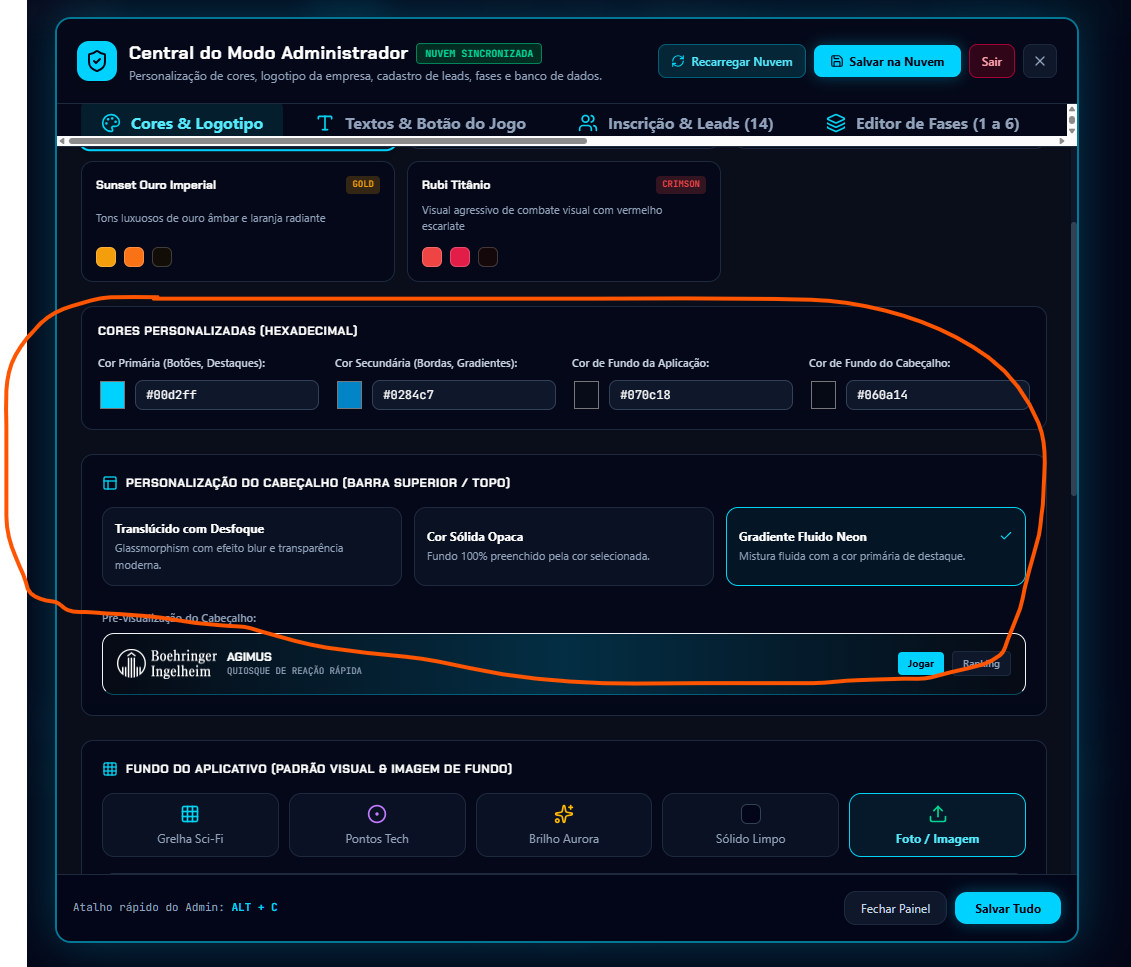 Central do Modo Administrador
NUVEM SINCRONIZADA
Personalização de cores, logotipo da empresa, cadastro de leads, fases e banco de dados.
Recarregar Nuvem
Salvar na Nuvem
Sair
Cores & Logotipo
Textos & Botão do Jogo
Inscrição & Leads (14)
Editor de Fases (1 a 6)
Sunset Ouro Imperial
GOLD
Tons luxuosos de ouro âmbar e laranja radiante
Rubi Titânio
CRIMSON
Visual agressivo de combate visual com vermelho
escarlate
CORES PERSONALIZADAS (HEXADECIMAL)
Cor Primária (Botões, Destaques):
#00d2ff
Cor Secundária (Bordas, Gradientes):
#0284c7
Cor de Fundo da Aplicação:
#070c18
Cor de Fundo do Cabeçalho:
#060a14
PERSONALIZAÇÃO DO CABEÇALHO (BARRA SUPERIOR / TOPO)
Translúcido com Desfoque
Glassmorphism com efeito blur e transparência
moderna.
Cor Sólida Opaca
Fundo 100% preenchido pela cor selecionada.
Gradiente Fluido Neon
Mistura fluida com a cor primária de destaque.
Pré-visualização do Cabeçalho:
Boehringer
Ingelheim
AGIMUS
QUIOSQUE DE REAÇÃO RÁPIDA
Jogar
Ranking
FUNDO DO APLICATIVO (PADRÃO VISUAL & IMAGEM DE FUNDO)
Grelha Sci-Fi
Pontos Tech
Brilho Aurora
Sólido Limpo
Foto / Imagem
Atalho rápido do Admin: ALT + C
Fechar Painel
Salvar Tudo